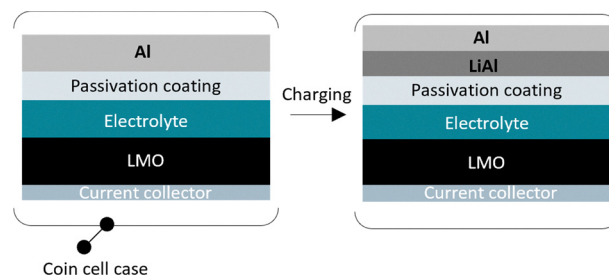 Al
Passivation coating
Electrolyte
LMO
Current collector
Coin cell case
Charging
Al
LiAl
Passivation coating
Electrolyte
LMO
Current collector